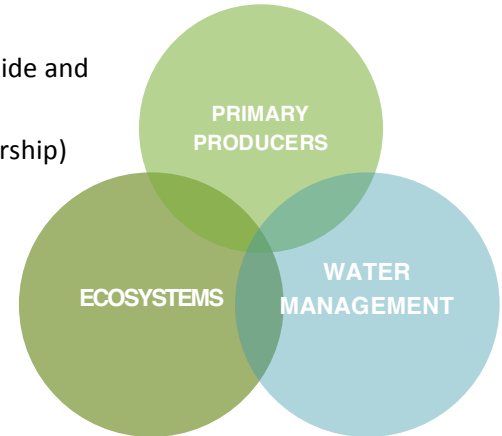 ide and
rship)
PRIMARY
PRODUCERS
ECOSYSTEMS
WATER
MANAGEMENT